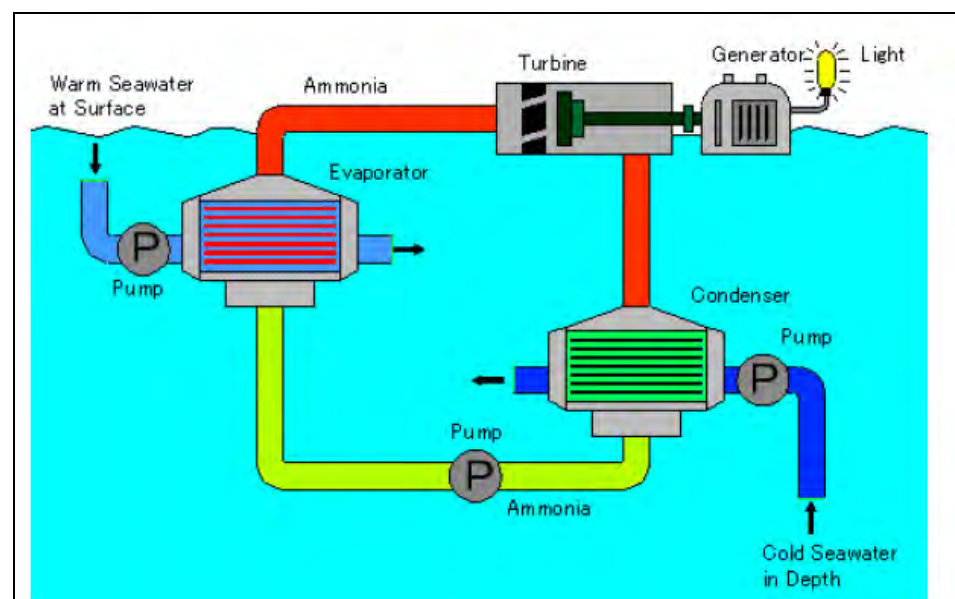 Warm Seawater
at Surface
Ammonia
Turbine
Generator
Light
Evaporator
P
Pump
Condenser
Pump
P
Pump
P
Ammonia
Cold Seawater
in Depth